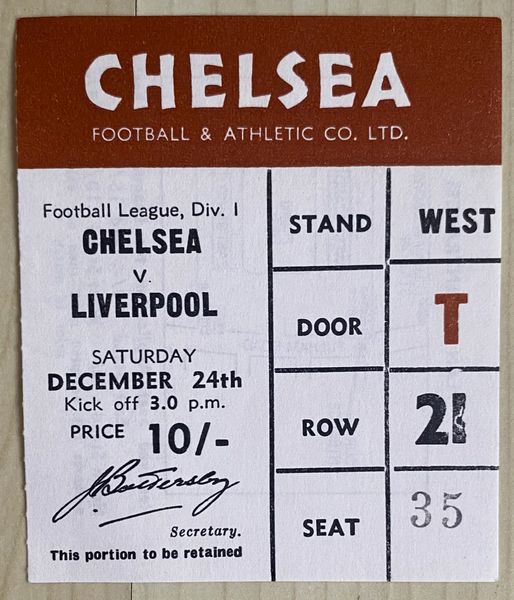 CHELSEA
FOOTBALL & ATHLETIC CO. LTD.
Football League, Div. I
CHELSEA
v.
LIVERPOOL
SATURDAY
DECEMBER 24th
Kick off 3.0 p.m.
PRICE 10/-
J Battersby
Secretary.
This portion to be retained
STAND WEST
DOOR T
ROW 21
SEAT 35